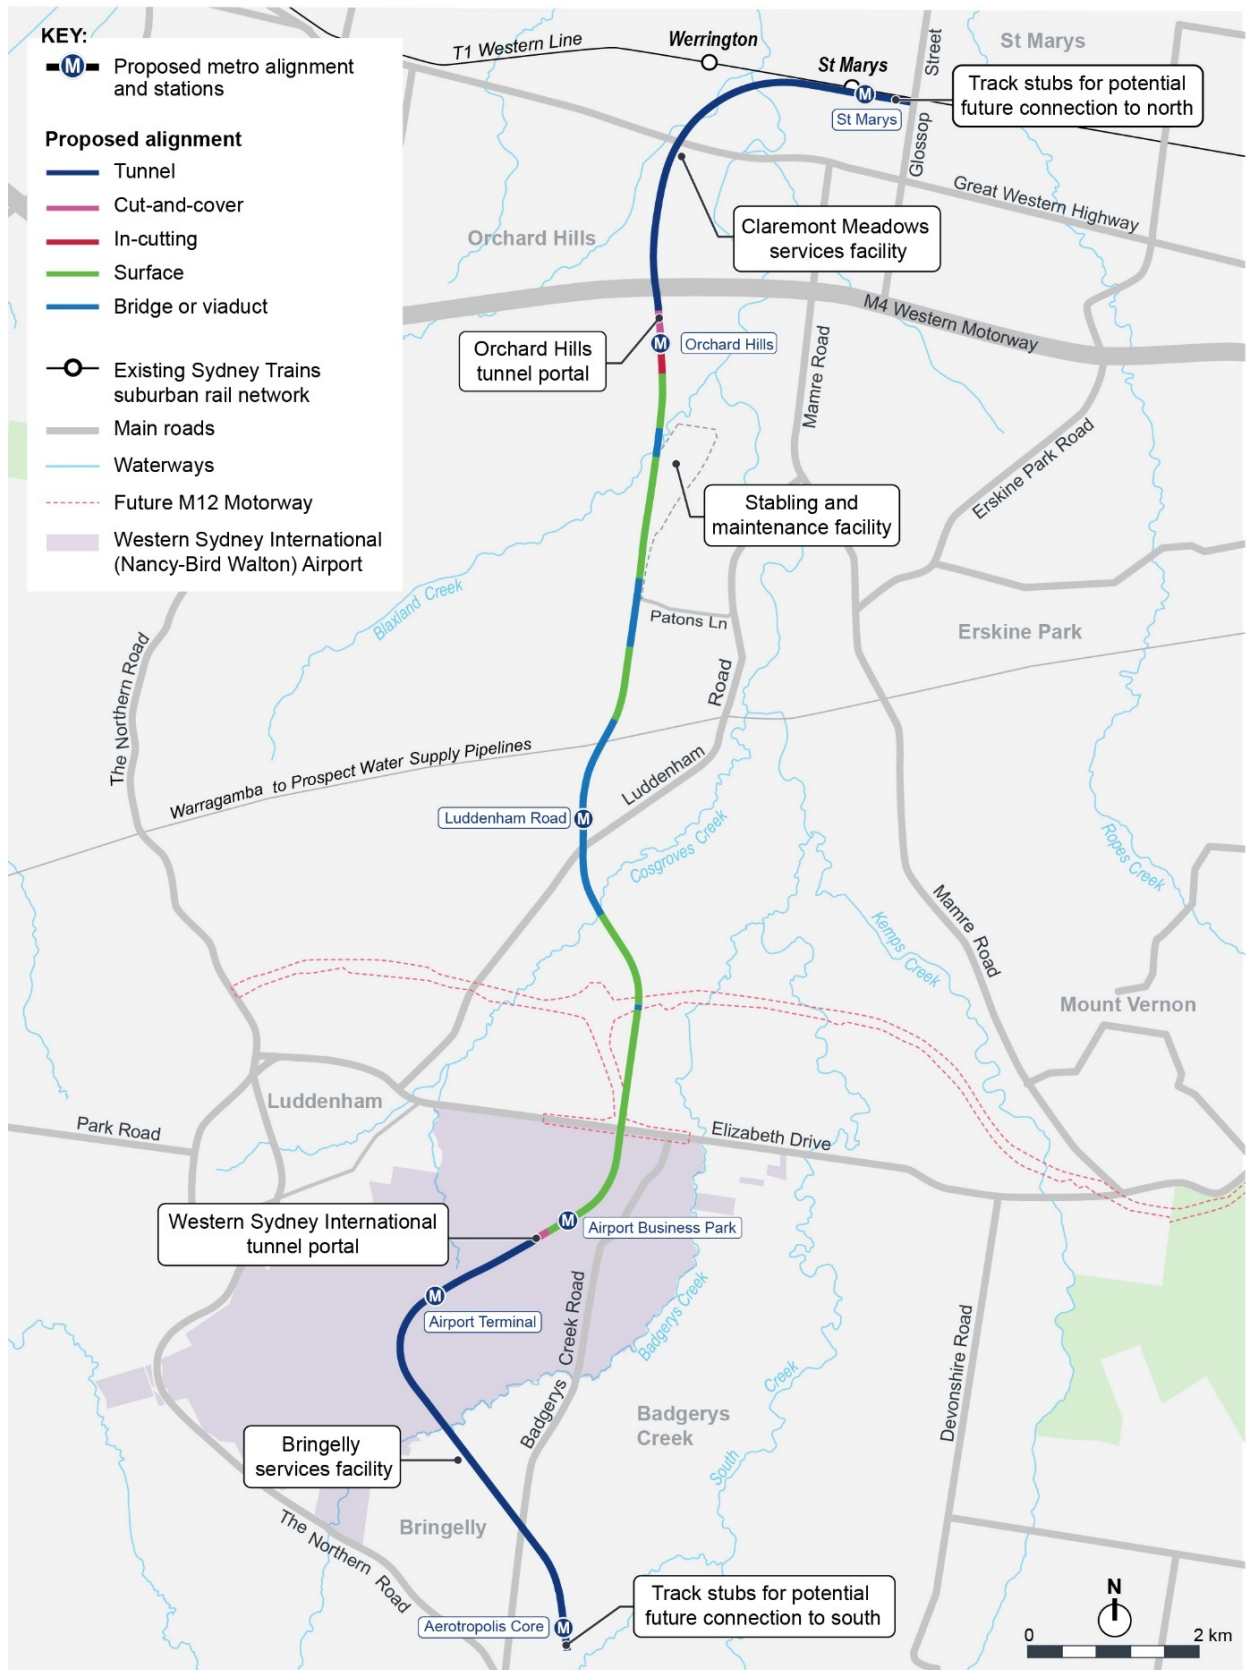 KEY:
M
Proposed metro alignment
and stations
Proposed alignment
Tunnel
Cut-and-cover
In-cutting
Surface
Bridge or viaduct
Existing Sydney Trains
suburban rail network
Main roads
Waterways
Future M12 Motorway
Western Sydney International
(Nancy-Bird Walton) Airport
T1 Western Line
Werrington
St Marys
St Marys
Glossop Street
M
St Marys
Track stubs for potential
future connection to north
Great Western Highway
Claremont Meadows
services facility
Orchard Hills
M4 Western Motorway
Orchard Hills
tunnel portal
M
Orchard Hills
Mamre Road
Erskine Park Road
Stabling and
maintenance facility
Blaxland Creek
Patons Ln
Erskine Park
The Northern Road
Luddenham Road
Warragamba to Prospect Water Supply Pipelines
Luddenham Road
M
Cosgroves Creek
Ropes Creek
Kemps Creek
Mamre Road
Mount Vernon
Luddenham
Park Road
Elizabeth Drive
Western Sydney International
tunnel portal
M
Airport Business Park
M
Airport Terminal
Badgerys Creek Road
Badgerys Creek
Devonshire Road
South Creek
Badgerys
Creek
Bringelly
services facility
Bringelly
The Northern Road
Aerotropolis Core
M
Track stubs for potential
future connection to south
N
0
2 km